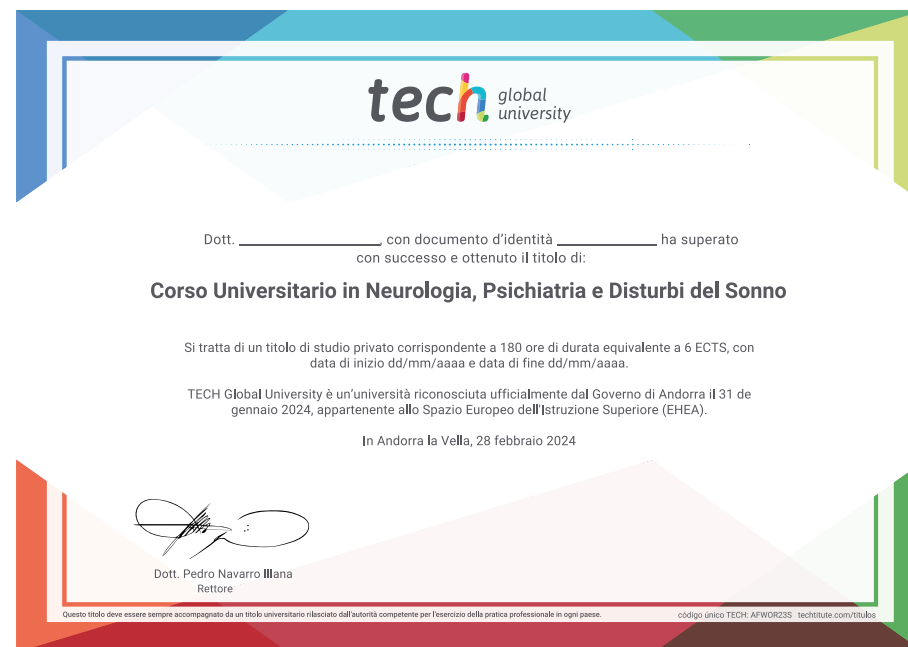 tech global
university
Dott. , con documento d'identità ha superato
con successo e ottenuto il titolo di:
Corso Universitario in Neurologia, Psichiatria e Disturbi del Sonno
Si tratta di un titolo di studio privato corrispondente a 180 ore di durata equivalente a 6 ECTS, con
data di inizio dd/mm/aaaa e data di fine dd/mm/aaaa.
TECH Global University è un'università riconosciuta ufficialmente dal Governo di Andorra il 31 de
gennaio 2024, appartenente allo Spazio Europeo dell'Istruzione Superiore (EHEA).
In Andorra la Vella, 28 febbraio 2024
Dott. Pedro Navarro Illana
Rettore
Questo titolo deve essere sempre accompagnato da un titolo universitario rilasciato dall'autorità competente per l'esercizio della pratica professionale in ogni paese.
código único TECH: AFWOR23S techtitute.com/titulos